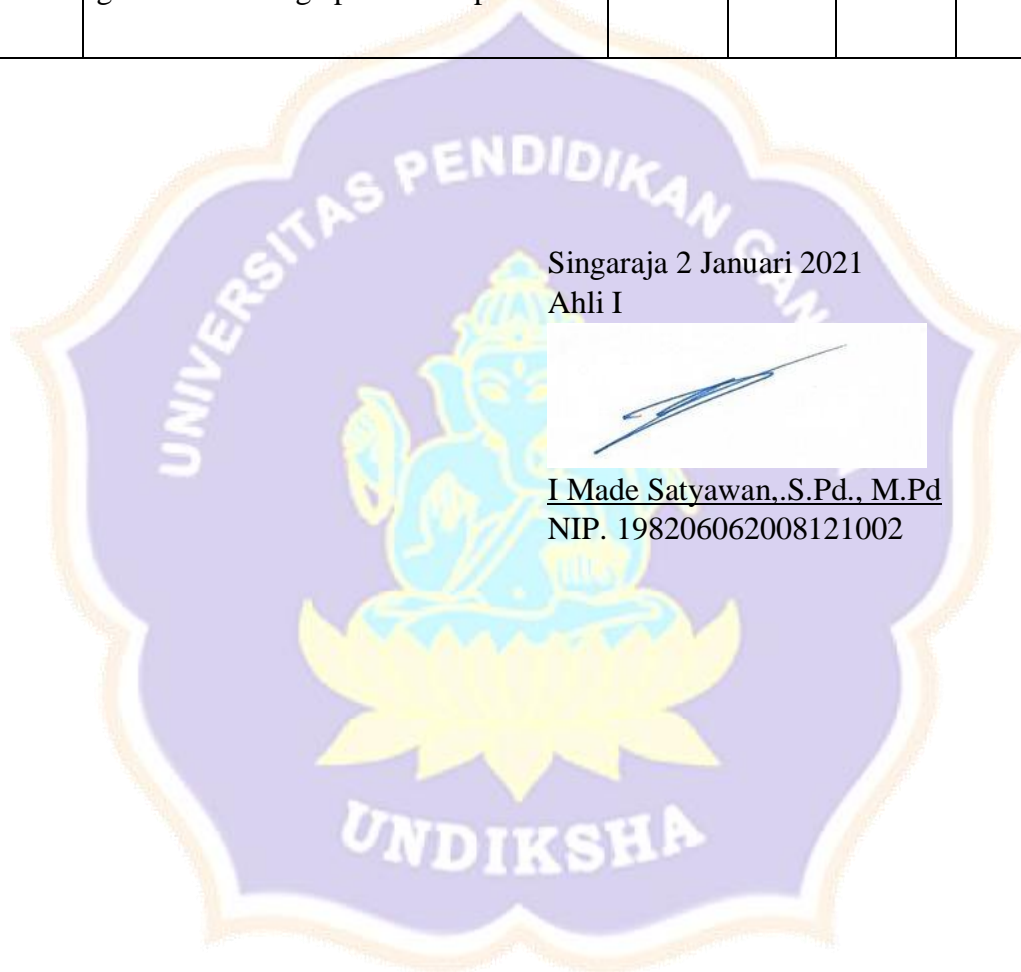 UNIVERSITAS PENDIDIKAN
Singaraja 2 Januari 2021
Ahli I
I Made Satyawan,.S.Pd., M.Pd
NIP. 198206062008121002
UNDIKSHA